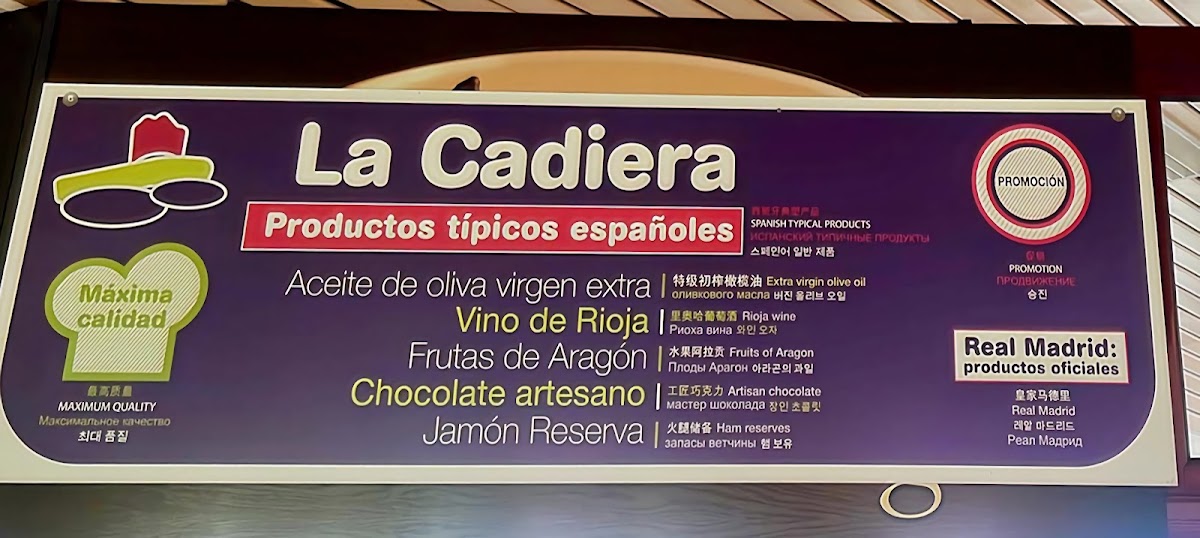 La Cadiera
Productos típicos españoles
西班牙典型产品
SPANISH TYPICAL PRODUCTS
ИСПАНСКИЙ ТИПИЧНЫЕ ПРОДУКТЫ
스페인어 일반 제품
Máxima
calidad
最高质量
MAXIMUM QUALITY
Максимальное качество
최대 품질
Aceite de oliva virgen extra
特级初榨橄榄油 Extra virgin olive oil
оливкового масла 버진 올리브 오일
Vino de Rioja
里奥哈葡萄酒 Rioja wine
Риоха вина 와인 오자
Frutas de Aragón
水果阿拉贡 Fruits of Aragon
Плоды Арагон 아라곤의 과일
Chocolate artesano
工匠巧克力 Artisan chocolate
мастер шоколада 장인 초콜릿
Jamón Reserva
火腿储备 Ham reserves
запасы ветчины 햄 보유
PROMOCIÓN
促销
PROMOTION
ПРОДВИЖЕНИЕ
승진
Real Madrid:
productos oficiales
皇家马德里
Real Madrid
레알 마드리드
Реал Мадрид